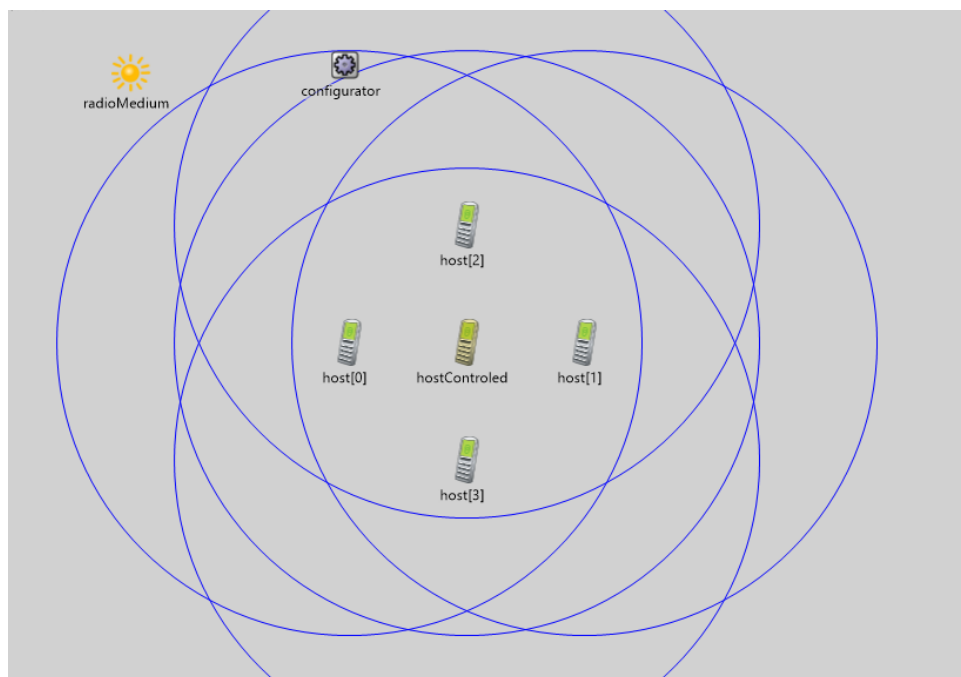 configurator
radioMedium
host[2]
host[0]
hostControled
host[1]
host[3]